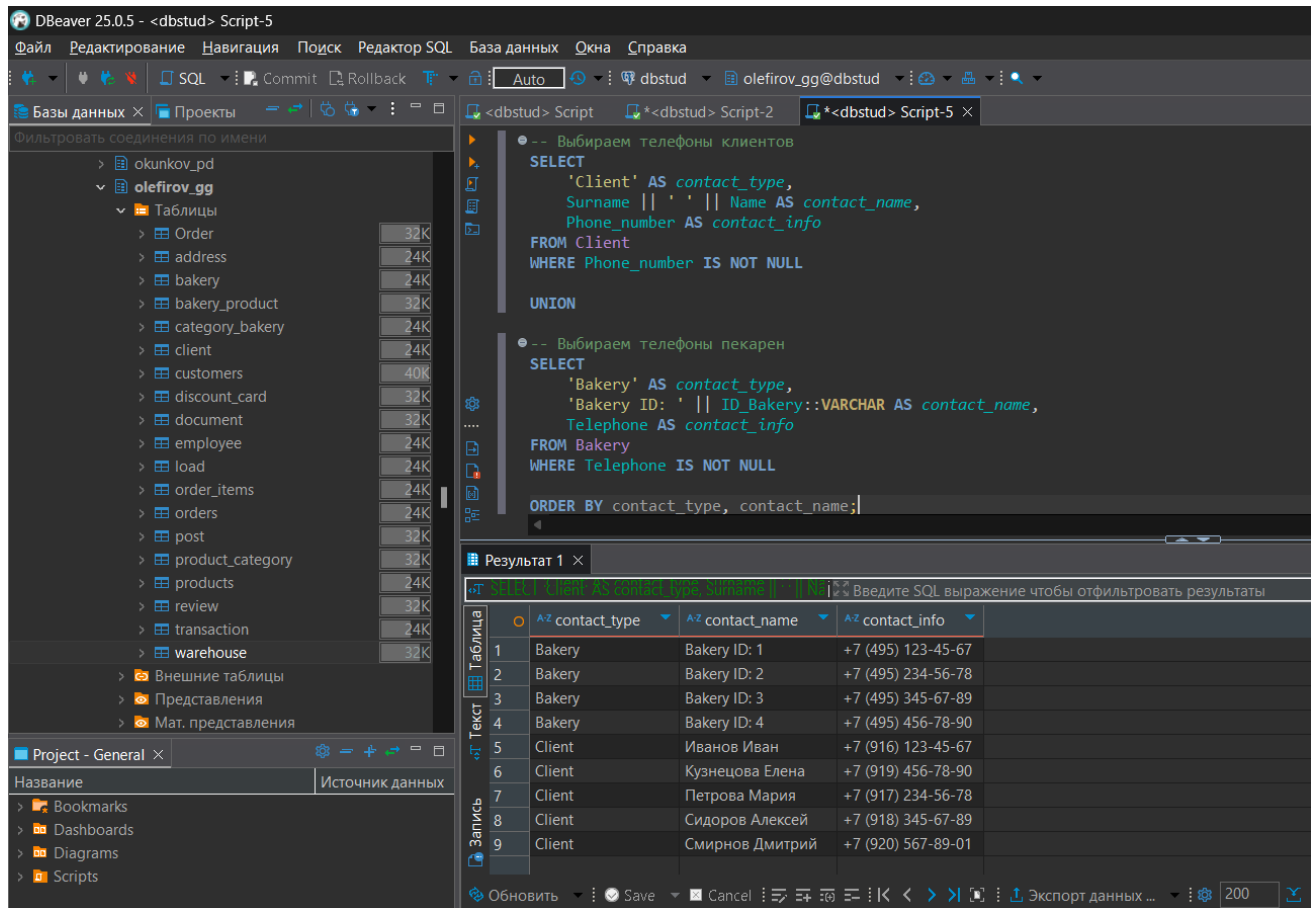 DBeaver 25.0.5 - <dbstud> Script-5
Файл Редактирование Навигация Поиск Редактор SQL База данных Окна Справка
SQL Commit Rollback Auto dbstud olefirov_gg@dbstud
Базы данных Проекты
Фильтровать соединения по имени
okunkov_pd
olefirov_gg
Таблицы
Order 32K
address 24K
bakery 24K
bakery_product 32K
category_bakery 24K
client 24K
customers 40K
discount_card 32K
document 32K
employee 24K
load 24K
order_items 24K
orders 24K
post 32K
product_category 32K
products 24K
review 32K
transaction 24K
warehouse 32K
Внешние таблицы
Представления
Мат. представления
Project - General
Название Источник данных
Bookmarks
Dashboards
Diagrams
Scripts
<dbstud> Script *<dbstud> Script-2 *<dbstud> Script-5
-- Выбираем телефоны клиентов
SELECT
'Client' AS contact_type,
Surname || ' ' || Name AS contact_name,
Phone_number AS contact_info
FROM Client
WHERE Phone_number IS NOT NULL
UNION
-- Выбираем телефоны пекарен
SELECT
'Bakery' AS contact_type,
'Bakery ID: ' || ID_Bakery::VARCHAR AS contact_name,
Telephone AS contact_info
FROM Bakery
WHERE Telephone IS NOT NULL
ORDER BY contact_type, contact_name;
Результат 1
SELECT 'Client' AS contact_type, Surname || ' ' || Na Введите SQL выражение чтобы отфильтровать результаты
Таблица
Текст
Запись
A-Z contact_type A-Z contact_name A-Z contact_info
1 Bakery Bakery ID: 1 +7 (495) 123-45-67
2 Bakery Bakery ID: 2 +7 (495) 234-56-78
3 Bakery Bakery ID: 3 +7 (495) 345-67-89
4 Bakery Bakery ID: 4 +7 (495) 456-78-90
5 Client Иванов Иван +7 (916) 123-45-67
6 Client Кузнецова Елена +7 (919) 456-78-90
7 Client Петрова Мария +7 (917) 234-56-78
8 Client Сидоров Алексей +7 (918) 345-67-89
9 Client Смирнов Дмитрий +7 (920) 567-89-01
Обновить Save Cancel Экспорт данных ... 200